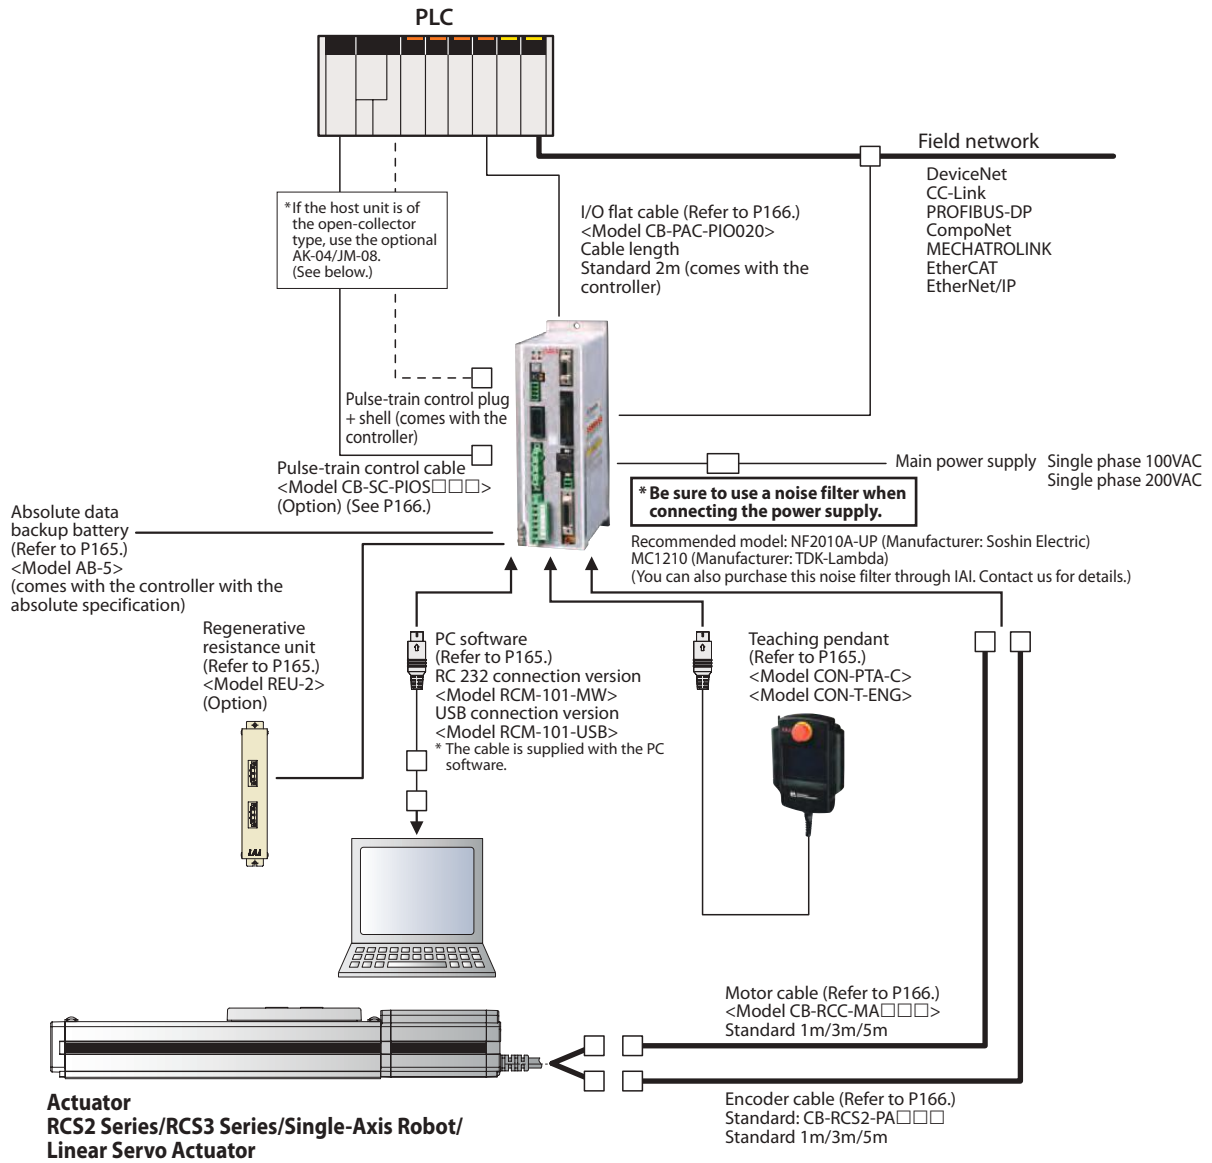 PLC
Field network
DeviceNet
CC-Link
PROFIBUS-DP
CompoNet
MECHATROLINK
EtherCAT
EtherNet/IP
*If the host unit is of
the open-collector
type, use the optional
AK-04/JM-08.
(See below.)
I/O flat cable (Refer to P166.)
<Model CB-PAC-PIO020>
Cable length
Standard 2m (comes with the
controller)
Pulse-train control plug
+ shell (comes with the
controller)
Pulse-train control cable
<Model CB-SC-PIOS□□□>
(Option) (See P166.)
Main power supply Single phase 100VAC
Single phase 200VAC
* Be sure to use a noise filter when
connecting the power supply.
Recommended model: NF2010A-UP (Manufacturer: Soshin Electric)
MC1210 (Manufacturer: TDK-Lambda)
(You can also purchase this noise filter through IAI. Contact us for details.)
Absolute data
backup battery
(Refer to P165.)
<Model AB-5>
(comes with the controller with the
absolute specification)
Regenerative
resistance unit
(Refer to P165.)
<Model REU-2>
(Option)
IAI
PC software
(Refer to P165.)
RC 232 connection version
<Model RCM-101-MW>
USB connection version
<Model RCM-101-USB>
* The cable is supplied with the PC
software.
Teaching pendant
(Refer to P165.)
<Model CON-PTA-C>
<Model CON-T-ENG>
Motor cable (Refer to P166.)
<Model CB-RCC-MA□□□>
Standard 1m/3m/5m
Encoder cable (Refer to P166.)
Standard: CB-RCS2-PA□□□
Standard 1m/3m/5m
Actuator
RCS2 Series/RCS3 Series/Single-Axis Robot/
Linear Servo Actuator